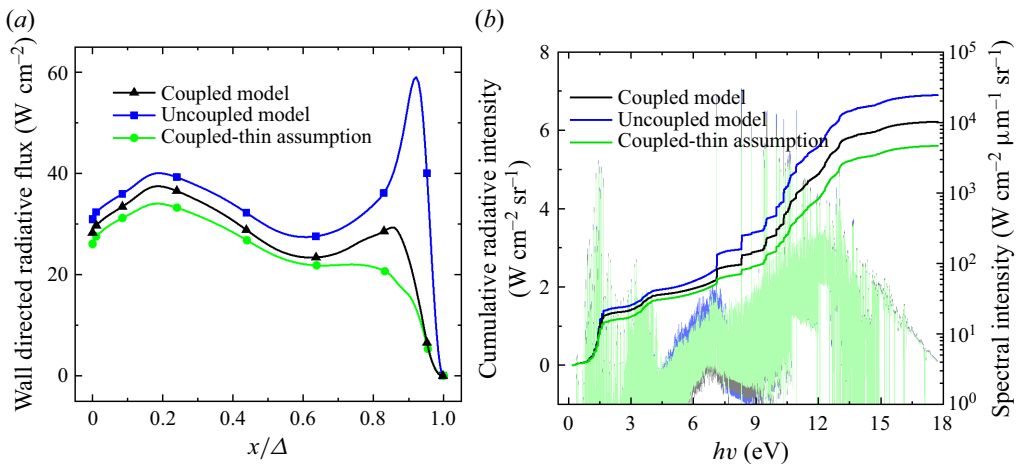 (a)
Wall directed radiative flux (W cm⁻²)
60
40
20
0
Coupled model
Uncoupled model
Coupled-thin assumption
0
0.2
0.4
0.6
0.8
1.0
x/Δ
(b)
Cumulative radiative intensity
(W cm⁻² sr⁻¹)
8
6
4
2
0
Coupled model
Uncoupled model
Coupled-thin assumption
0
3
6
9
12
15
18
hν (eV)
10⁵
10⁴
10³
10²
10¹
10⁰
Spectral intensity (W cm⁻² μm⁻¹ sr⁻¹)